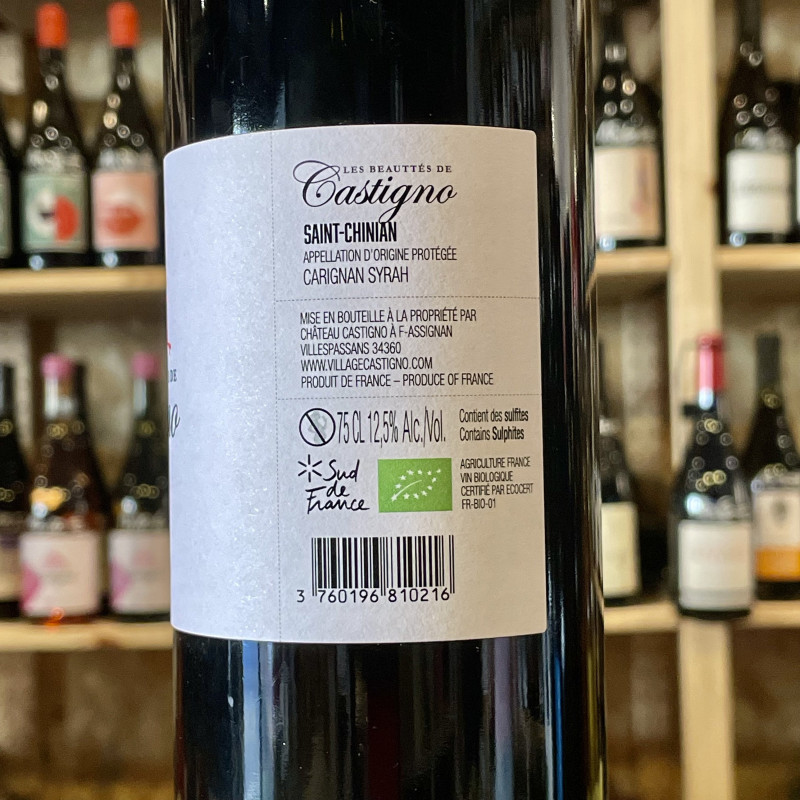 LES BEAUTTÉS DE
Castigno
SAINT-CHINIAN
APPELLATION D'ORIGINE PROTÉGÉE
CARIGNAN SYRAH
MISE EN BOUTEILLE À LA PROPRIÉTÉ PAR
CHÂTEAU CASTIGNO À F-ASSIGNAN
VILLESPASSANS 34360
WWW.VILLAGECASTIGNO.COM
PRODUIT DE FRANCE – PRODUCE OF FRANCE
75 CL 12,5% Alc./Vol.
Contient des sulfites
Contains Sulphites
Sud
de
France
AGRICULTURE FRANCE
VIN BIOLOGIQUE
CERTIFIÉ PAR ECOCERT
FR-BIO-01
3 760196 810216